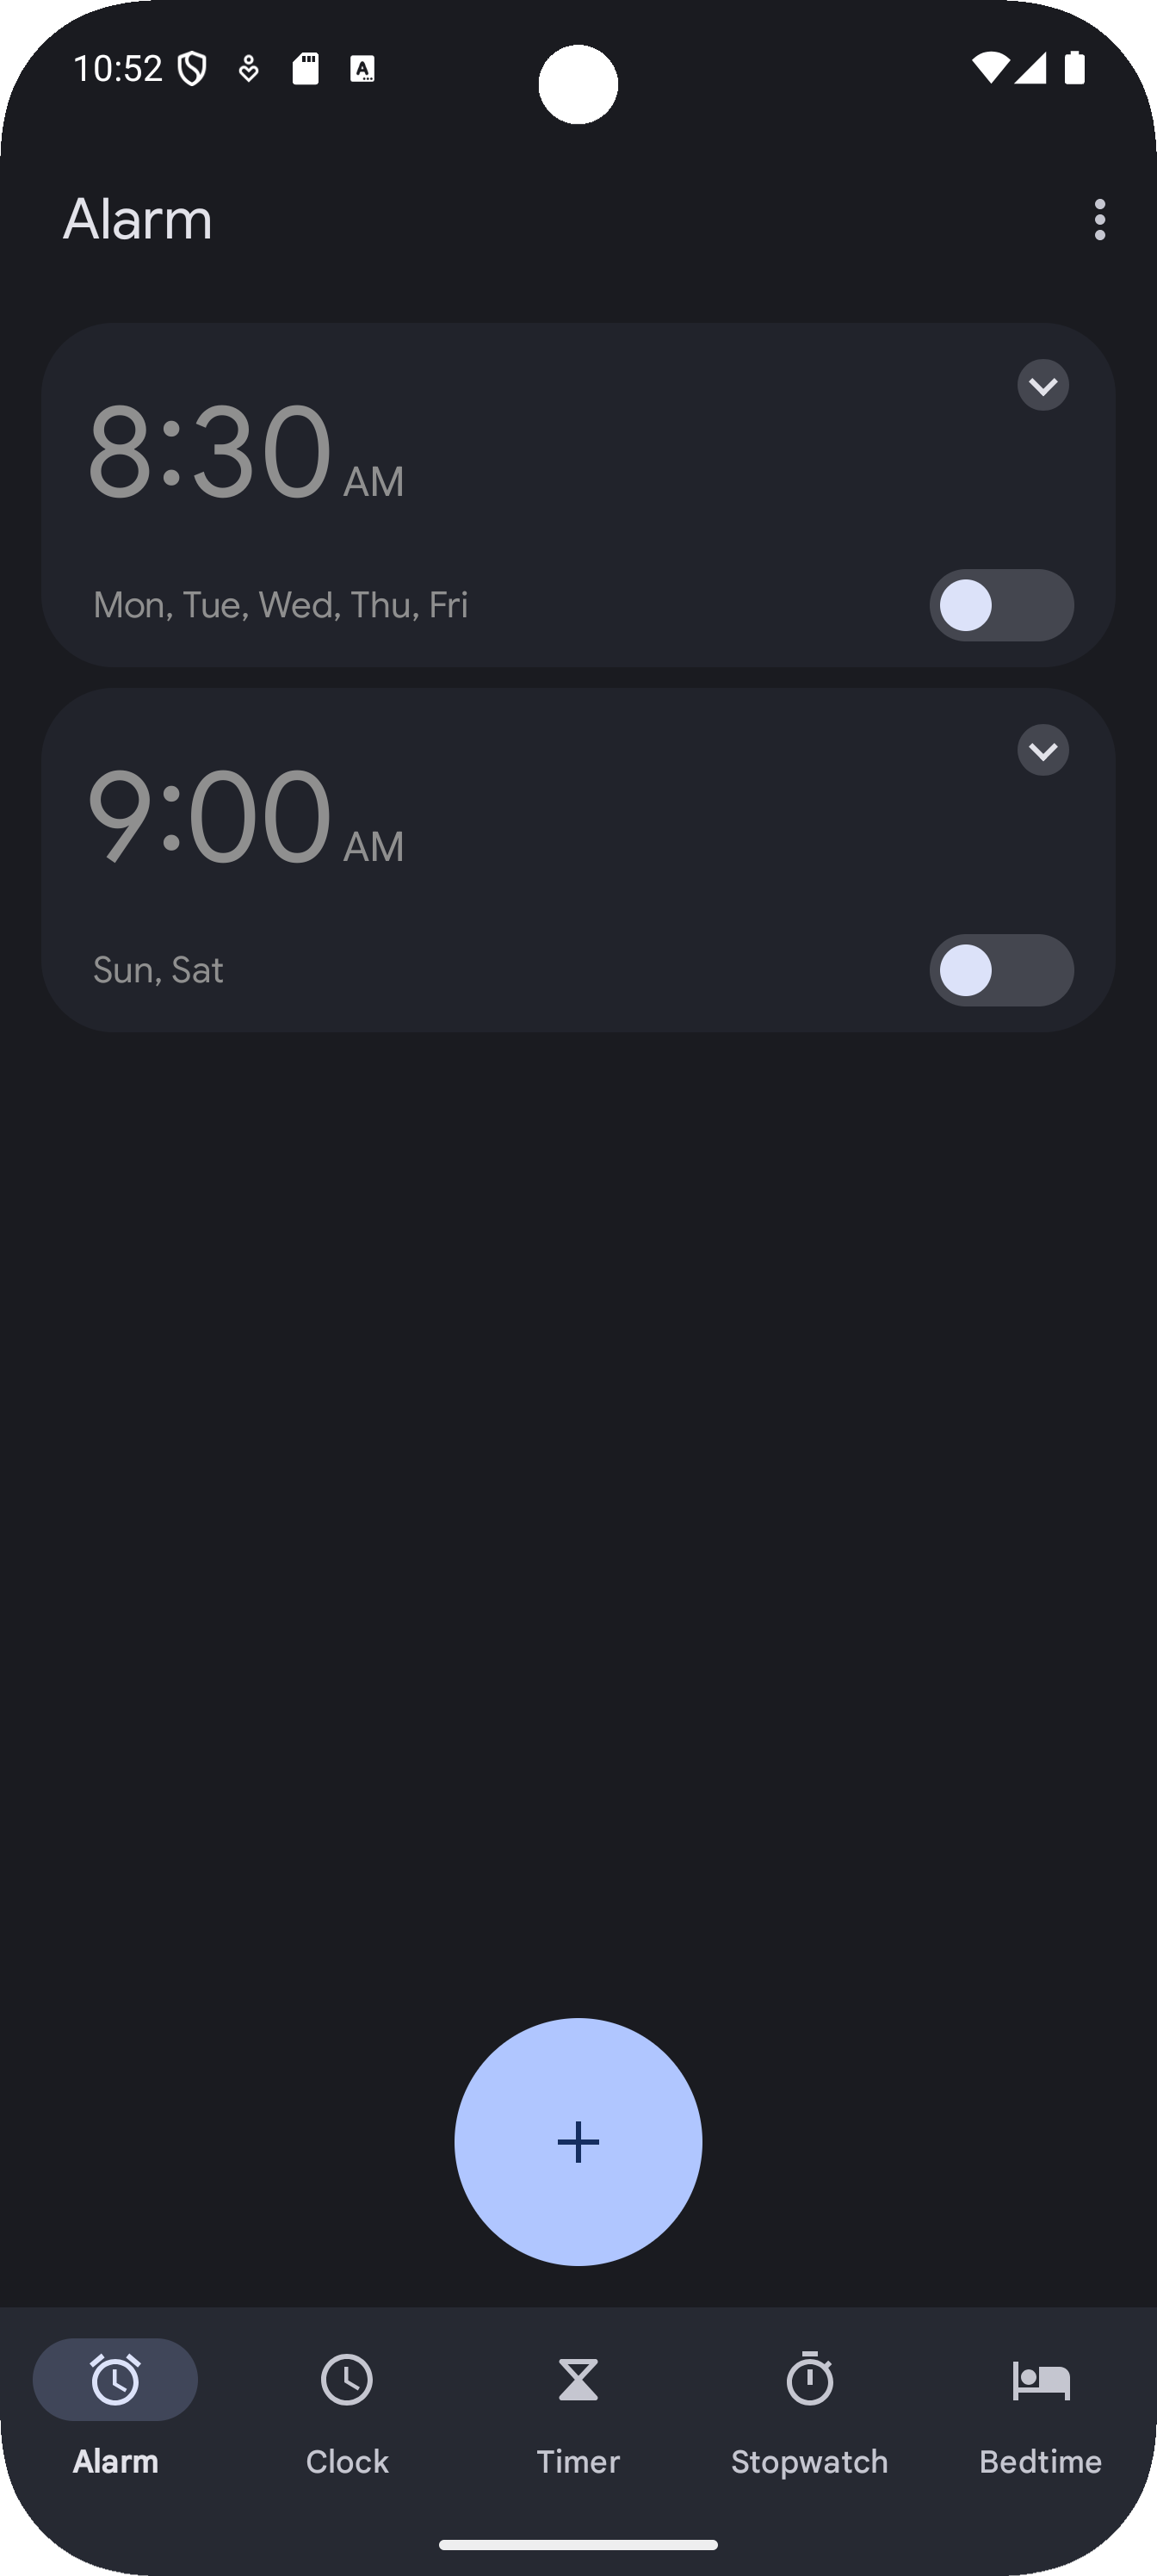 10:52
Alarm
8:30 AM
Mon, Tue, Wed, Thu, Fri
9:00 AM
Sun, Sat
Alarm
Clock
Timer
Stopwatch
Bedtime